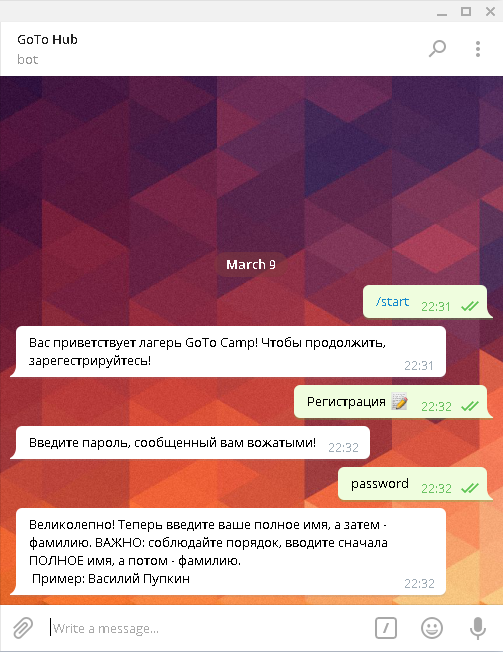 GoTo Hub
bot
March 9
/start 22:31
Вас приветствует лагерь GoTo Camp! Чтобы продолжить,
зарегестрируйтесь! 22:31
Регистрация 📝 22:32
Введите пароль, сообщенный вам вожатыми! 22:32
password 22:32
Великолепно! Теперь введите ваше полное имя, а затем -
фамилию. ВАЖНО: соблюдайте порядок, вводите сначала
ПОЛНОЕ имя, а потом - фамилию.
Пример: Василий Пупкин 22:32
Write a message...